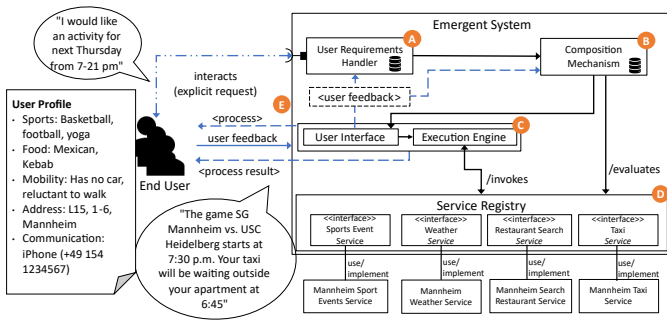 Emergent System
"I would like
an activity for
next Thursday
from 7-21 pm"
A
User Requirements
Handler
B
Composition
Mechanism
interacts
(explicit request)
<user feedback>
E
<process>
user feedback
<process result>
C
User Interface
Execution Engine
User Profile
• Sports: Basketball,
football, yoga
• Food: Mexican,
Kebab
• Mobility: Has no car,
reluctant to walk
• Address: L15, 1-6,
Mannheim
• Communication:
iPhone (+49 154
1234567)
End User
/invokes
/evaluates
"The game SG
Mannheim vs. USC
Heidelberg starts at
7:30 p.m. Your taxi
will be waiting outside
your apartment at
6:45"
D
Service Registry
<<interface>>
Sports Event
Service
<<interface>>
Weather
Service
<<interface>>
Restaurant Search
Service
<<interface>>
Taxi
Service
use/
implement
use/
implement
use/
implement
use/
implement
Mannheim Sport
Events Service
Mannheim
Weather Service
Mannheim Search
Restaurant Service
Mannheim Taxi
Service